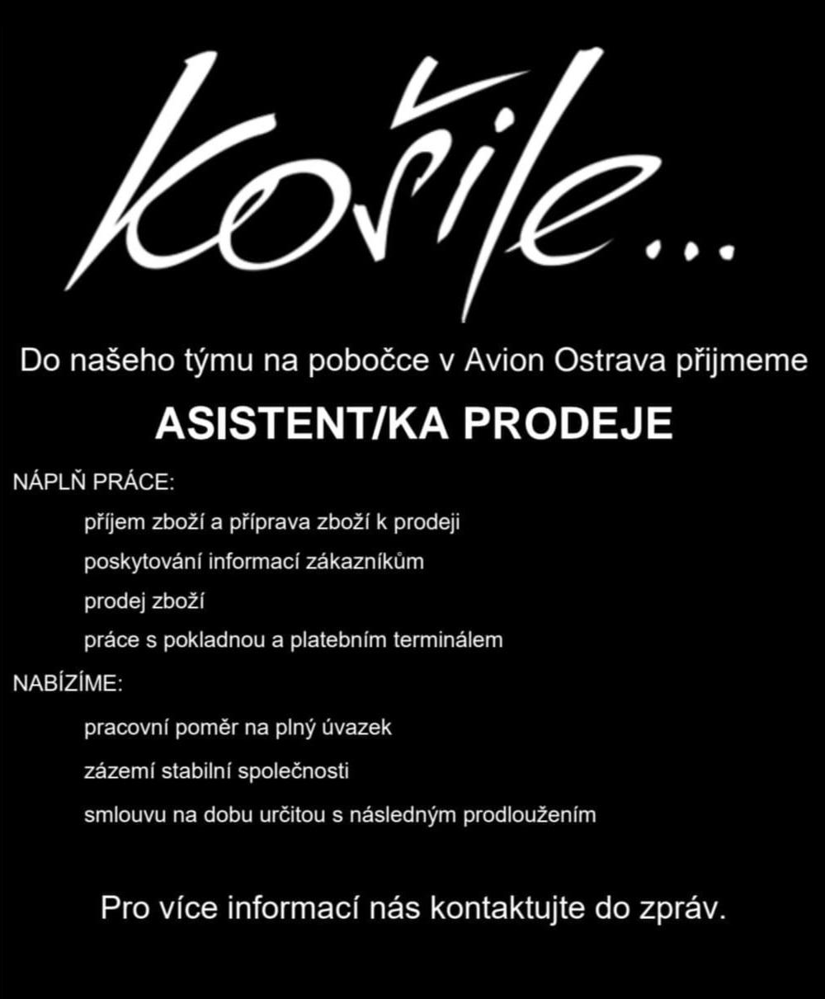 košile...
Do našeho týmu na pobočce v Avion Ostrava přijmeme
ASISTENT/KA PRODEJE
NÁPLŇ PRÁCE:
příjem zboží a příprava zboží k prodeji
poskytování informací zákazníkům
prodej zboží
práce s pokladnou a platebním terminálem
NABÍZÍME:
pracovní poměr na plný úvazek
zázemí stabilní společnosti
smlouvu na dobu určitou s následným prodloužením
Pro více informací nás kontaktujte do zpráv.